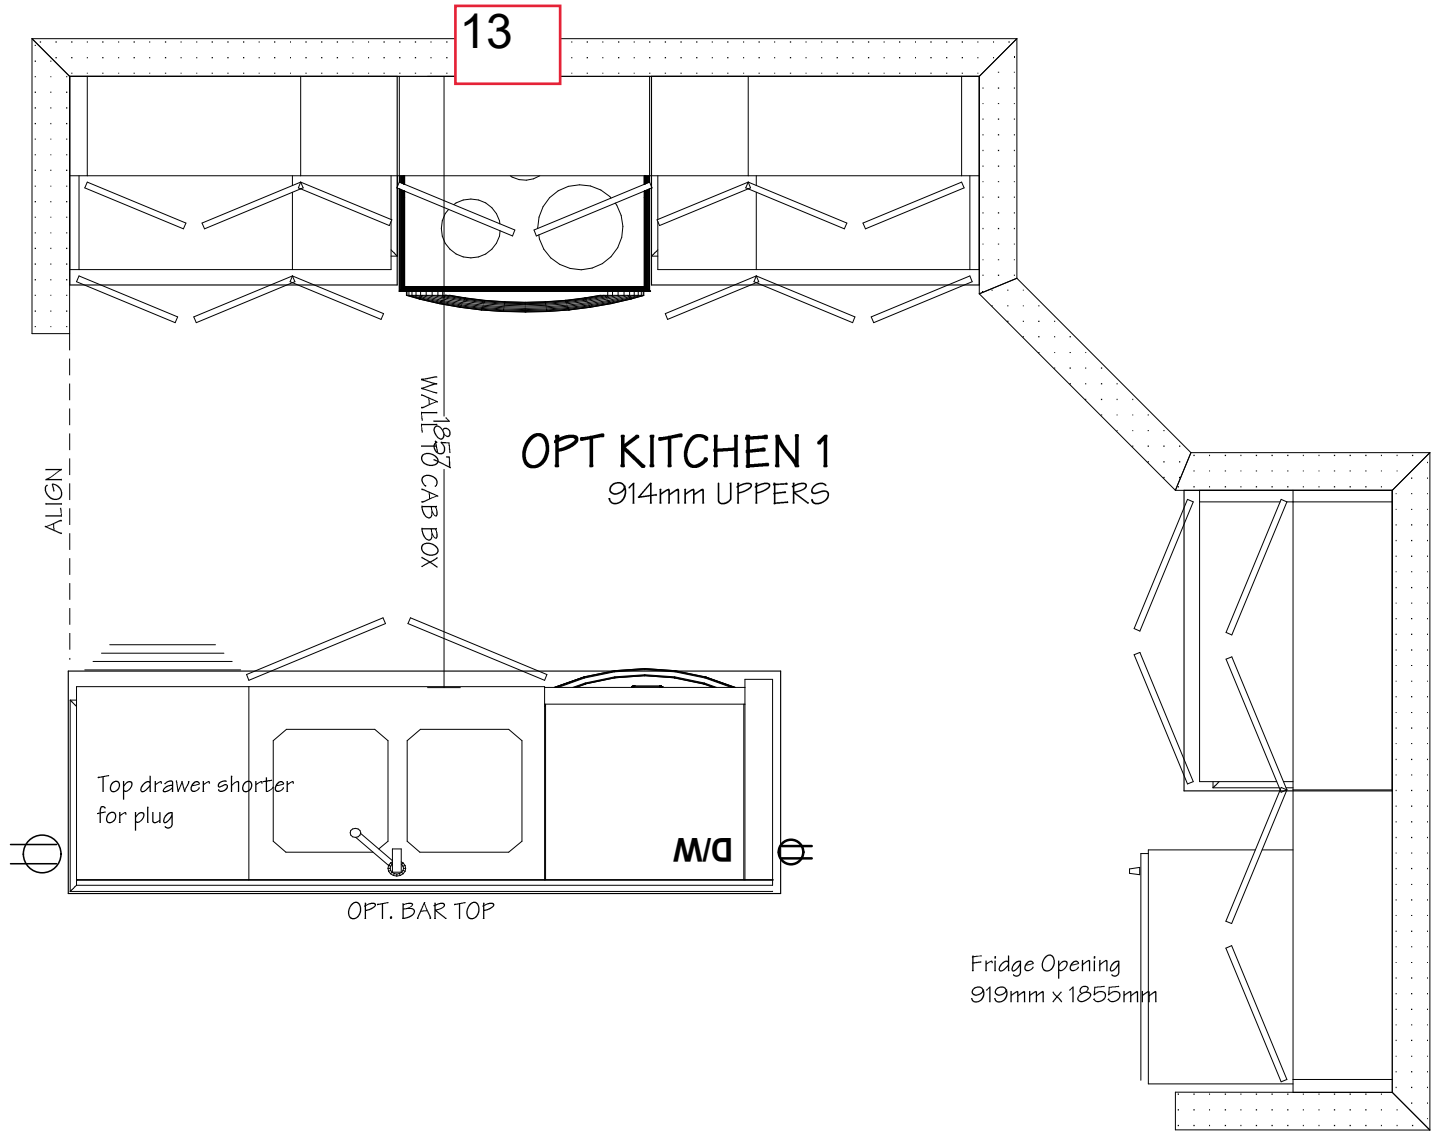 13
WALL TO CAB BOX
1857
OPT KITCHEN 1
914mm UPPERS
ALIGN
Top drawer shorter
for plug
D/W
OPT. BAR TOP
Fridge Opening
919mm x 1855mm